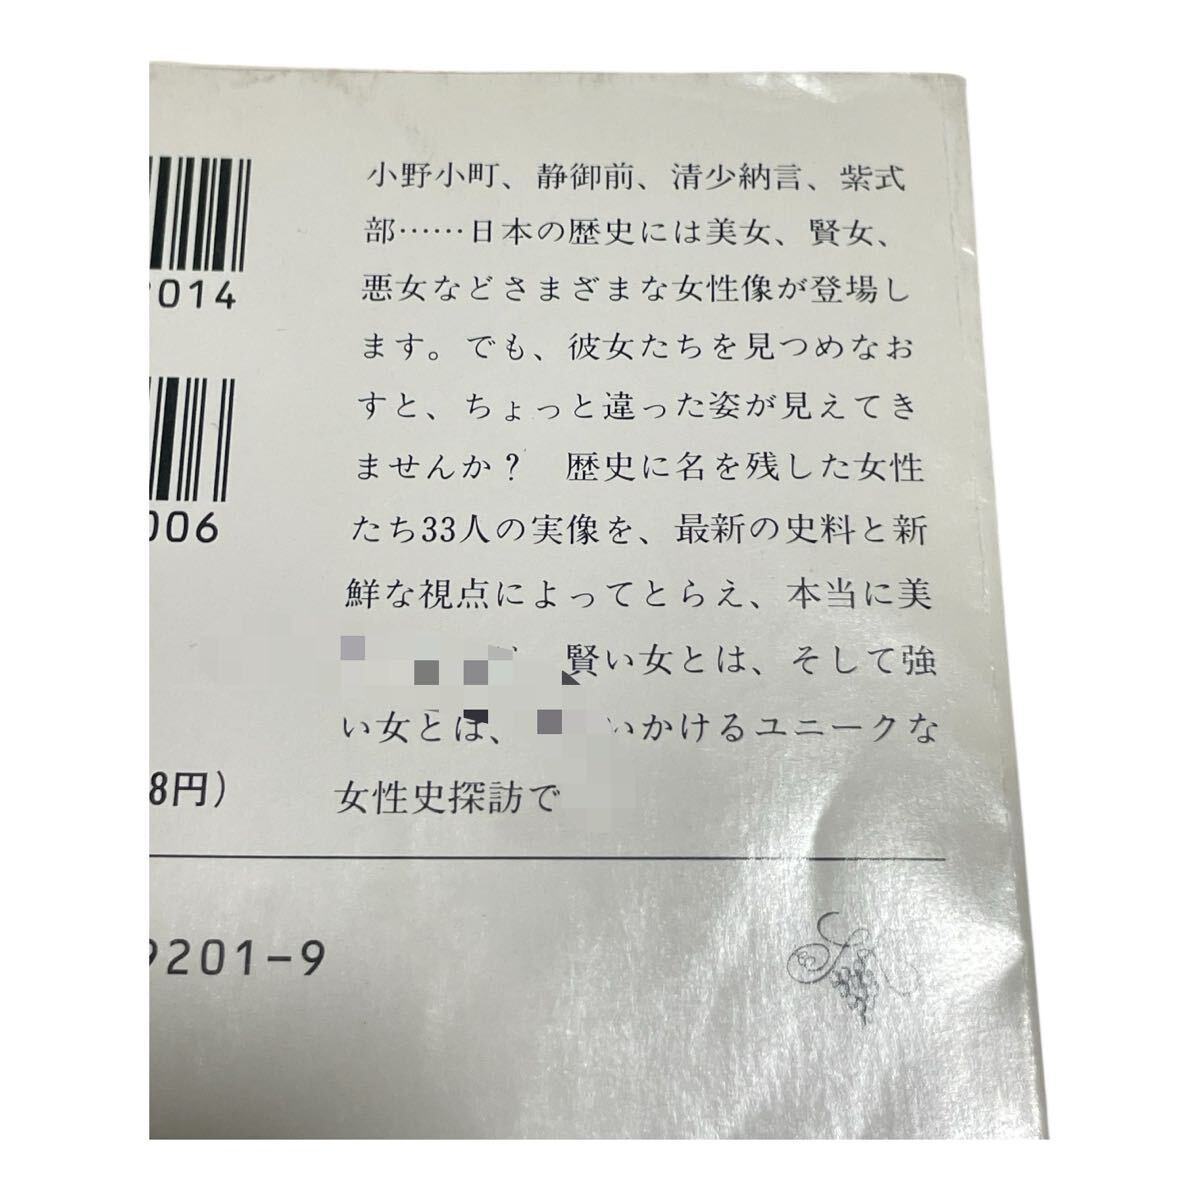 小野小町、静御前、清少納言、紫式
部……日本の歴史には美女、賢女、
悪女などさまざまな女性像が登場し
ます。でも、彼女たちを見つめなお
すと、ちょっと違った姿が見えてき
ませんか？　歴史に名を残した女性
たち33人の実像を、最新の史料と新
鮮な視点によってとらえ、本当に美
賢い女とは、そして強
い女とは、
いかけるユニークな
女性史探訪で
014
006
8円）
9201-9